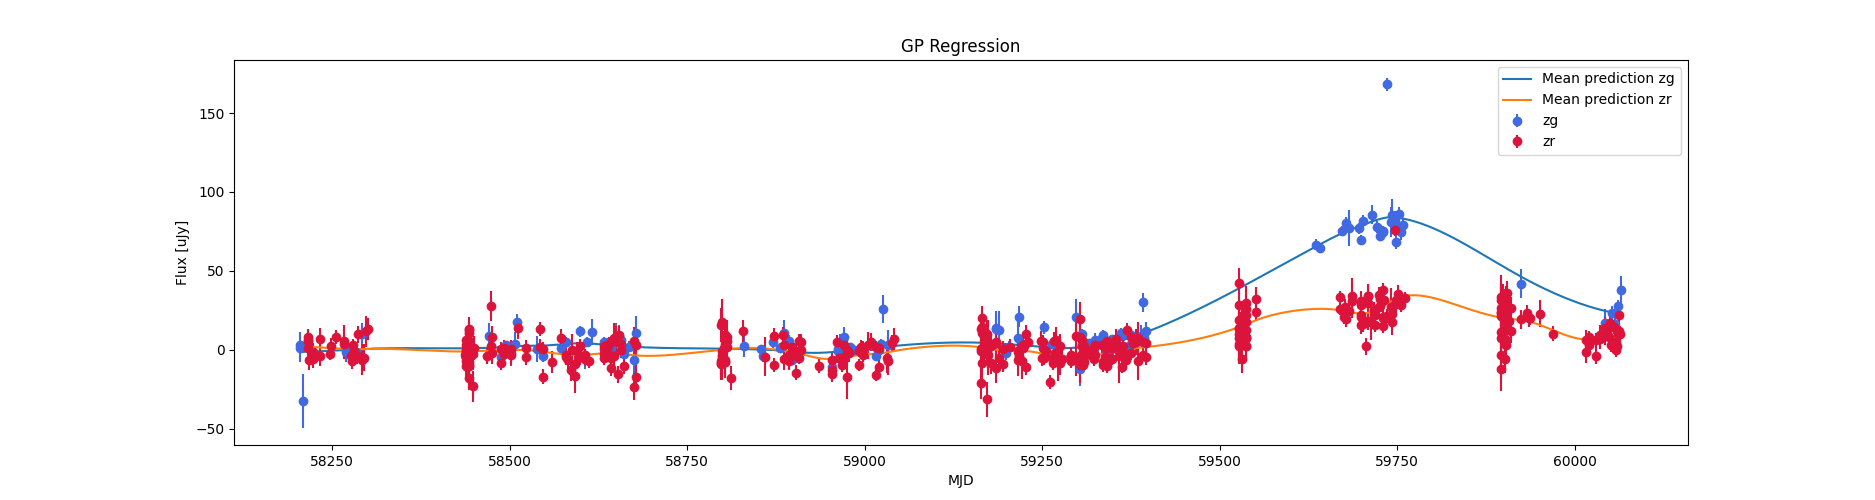 GP Regression
Mean prediction zg
Mean prediction zr
zg
zr
Flux [uJy]
150
100
50
0
−50
58250 58500 58750 59000 59250 59500 59750 60000
MJD